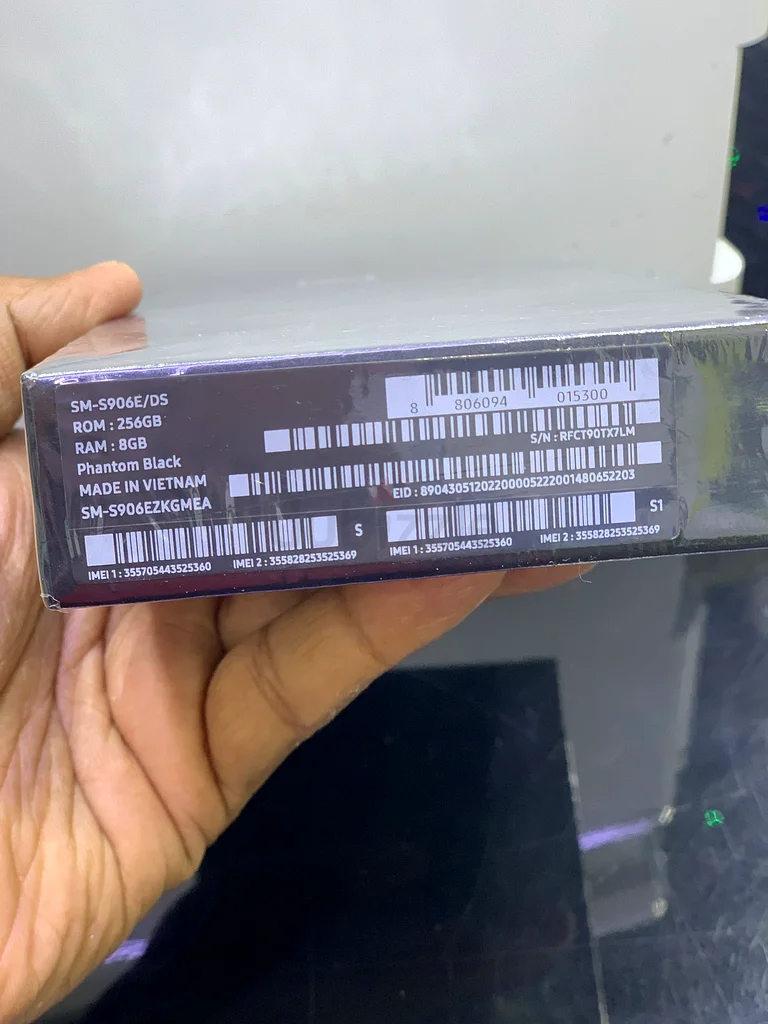 SM-S906E/DS
ROM : 256GB
RAM : 8GB
Phantom Black
MADE IN VIETNAM
SM-S906EZKGMEA
8 806094 015300
S/N : RFCT90TX7LM
EID : 89043051202200005222001480652203
S
IMEI 1 : 355705443525360 IMEI 2 : 355828253525369
S1
IMEI 1 : 355705443525360 IMEI 2 : 355828253525369